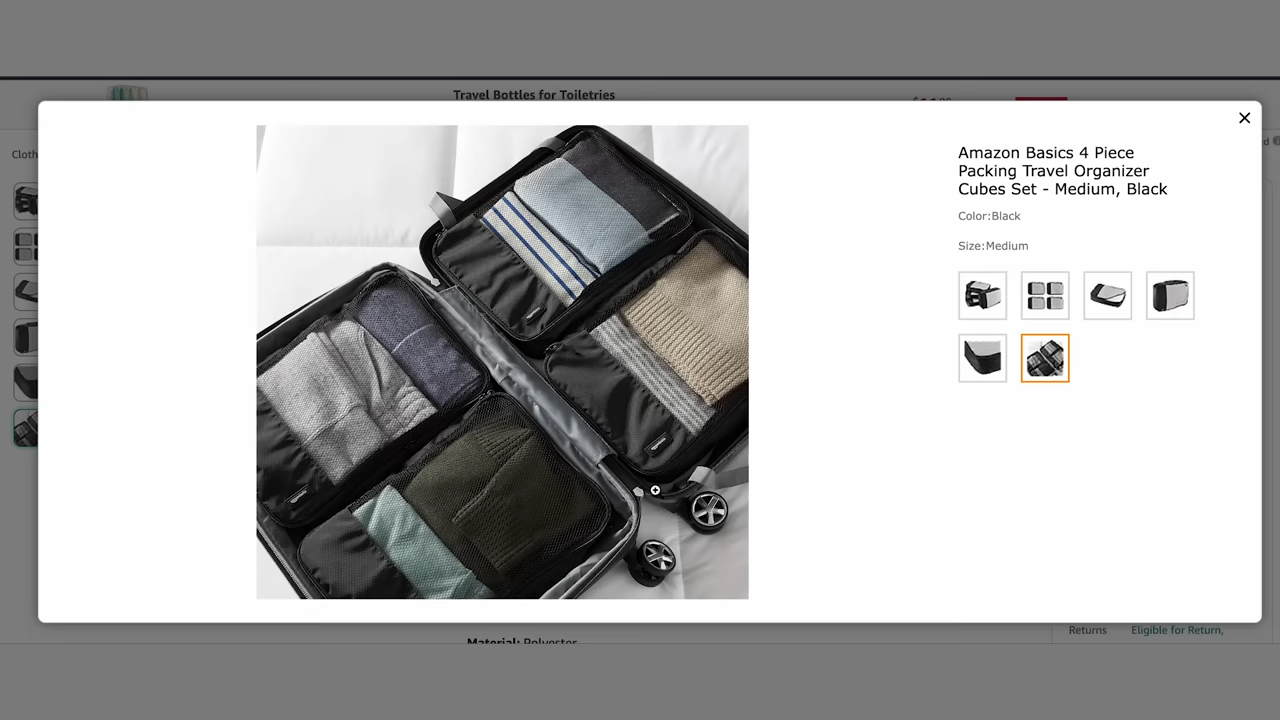 Travel Bottles for Toiletries
Cloth
Amazon Basics 4 Piece
Packing Travel Organizer
Cubes Set - Medium, Black
Color:Black
Size:Medium
Material: Polyester
Returns
Eligible for Return,